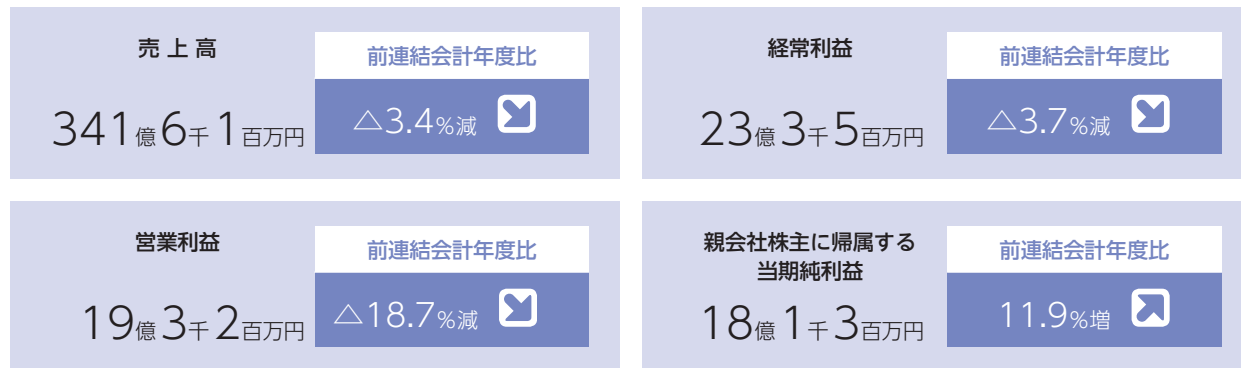 売上高
前連結会計年度比
341億6千1百万円
△3.4%減
経常利益
前連結会計年度比
23億3千5百万円
△3.7%減
営業利益
前連結会計年度比
19億3千2百万円
△18.7%減
親会社株主に帰属する
当期純利益
前連結会計年度比
18億1千3百万円
11.9%増